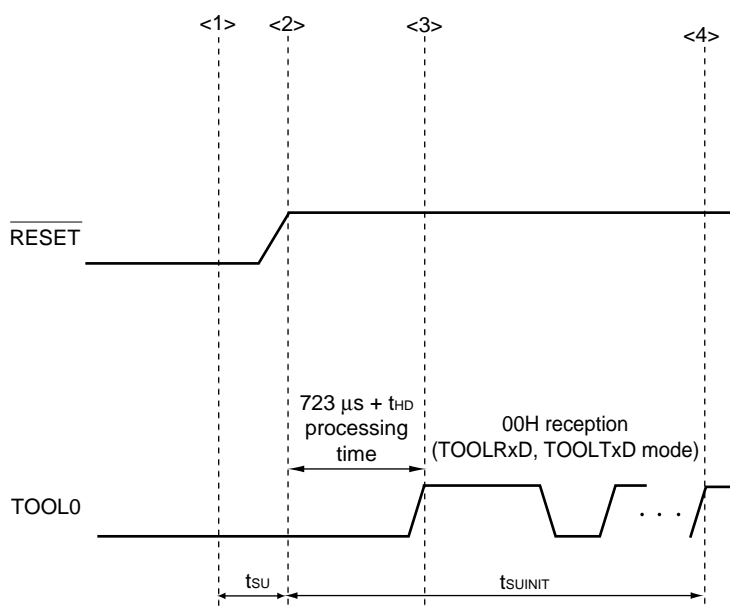 <1> <2> <3> <4>
RESET
723 μs + tHD
processing
time
00H reception
(TOOLRxD, TOOLTxD mode)
TOOL0
. . .
tSU
tSUINIT